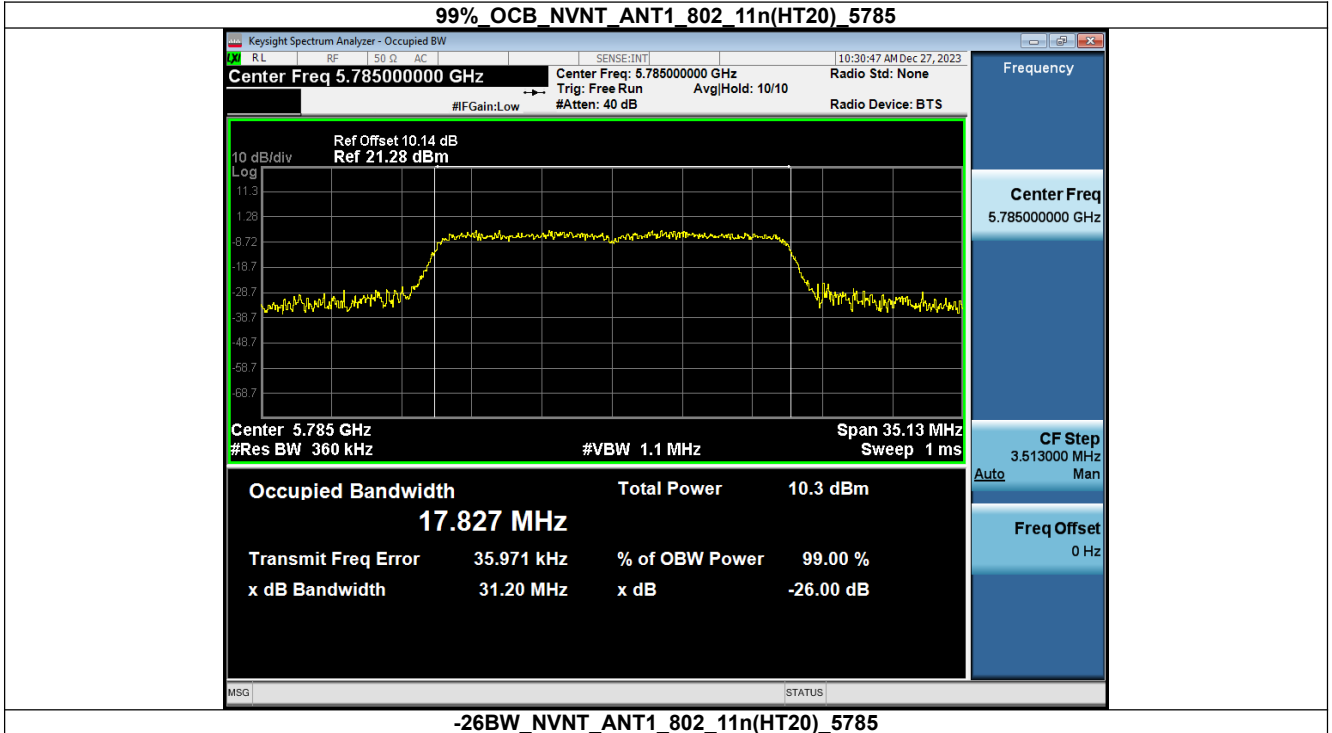 99%_OCB_NVNT_ANT1_802_11n(HT20)_5785
Keysight Spectrum Analyzer - Occupied BW
LXI RL RF 50 Ω AC SENSE:INT 10:30:47 AM Dec 27, 2023
Center Freq 5.785000000 GHz
Center Freq: 5.785000000 GHz
Radio Std: None
Trig: Free Run Avg|Hold: 10/10
#IFGain:Low #Atten: 40 dB Radio Device: BTS
Frequency
Ref Offset 10.14 dB
10 dB/div Ref 21.28 dBm
Log
11.3
1.28
-8.72
-18.7
-28.7
-38.7
-48.7
-58.7
-68.7
Center 5.785 GHz Span 35.13 MHz
#Res BW 360 kHz #VBW 1.1 MHz Sweep 1 ms
Center Freq
5.785000000 GHz
CF Step
3.513000 MHz
Auto Man
Freq Offset
0 Hz
Occupied Bandwidth Total Power 10.3 dBm
17.827 MHz
Transmit Freq Error 35.971 kHz % of OBW Power 99.00 %
x dB Bandwidth 31.20 MHz x dB -26.00 dB
MSG STATUS
-26BW_NVNT_ANT1_802_11n(HT20)_5785